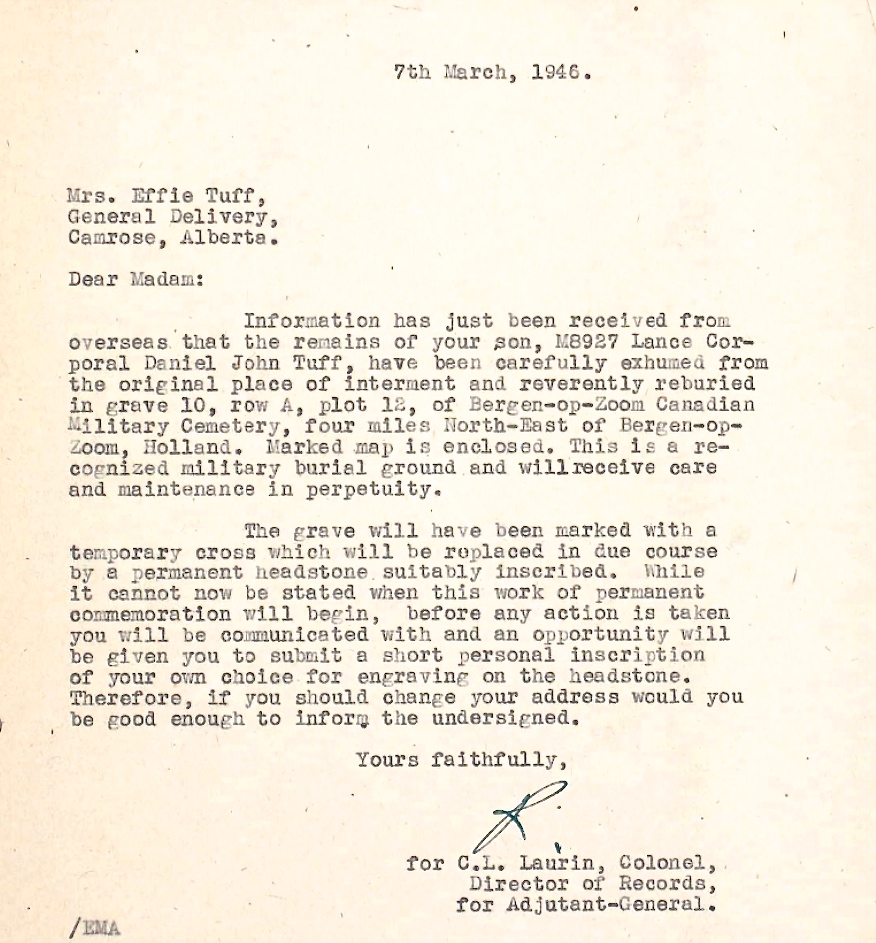 7th March, 1946.
Mrs. Effie Tuff,
General Delivery,
Camrose, Alberta.
Dear Madam:
Information has just been received from
overseas that the remains of your son, M8927 Lance Cor-
poral Daniel John Tuff, have been carefully exhumed from
the original place of interment and reverently reburied
in grave 10, row A, plot 12, of Bergen-op-Zoom Canadian
Military Cemetery, four miles North-East of Bergen-op-
Zoom, Holland. Marked map is enclosed. This is a re-
cognized military burial ground and willreceive care
and maintenance in perpetuity.
The grave will have been marked with a
temporary cross which will be replaced in due course
by a permanent headstone suitably inscribed. While
it cannot now be stated when this work of permanent
commemoration will begin, before any action is taken
you will be communicated with and an opportunity will
be given you to submit a short personal inscription
of your own choice for engraving on the headstone.
Therefore, if you should change your address would you
be good enough to inform the undersigned.
Yours faithfully,
for C.L. Laurin, Colonel,
Director of Records,
for Adjutant-General.
/EMA